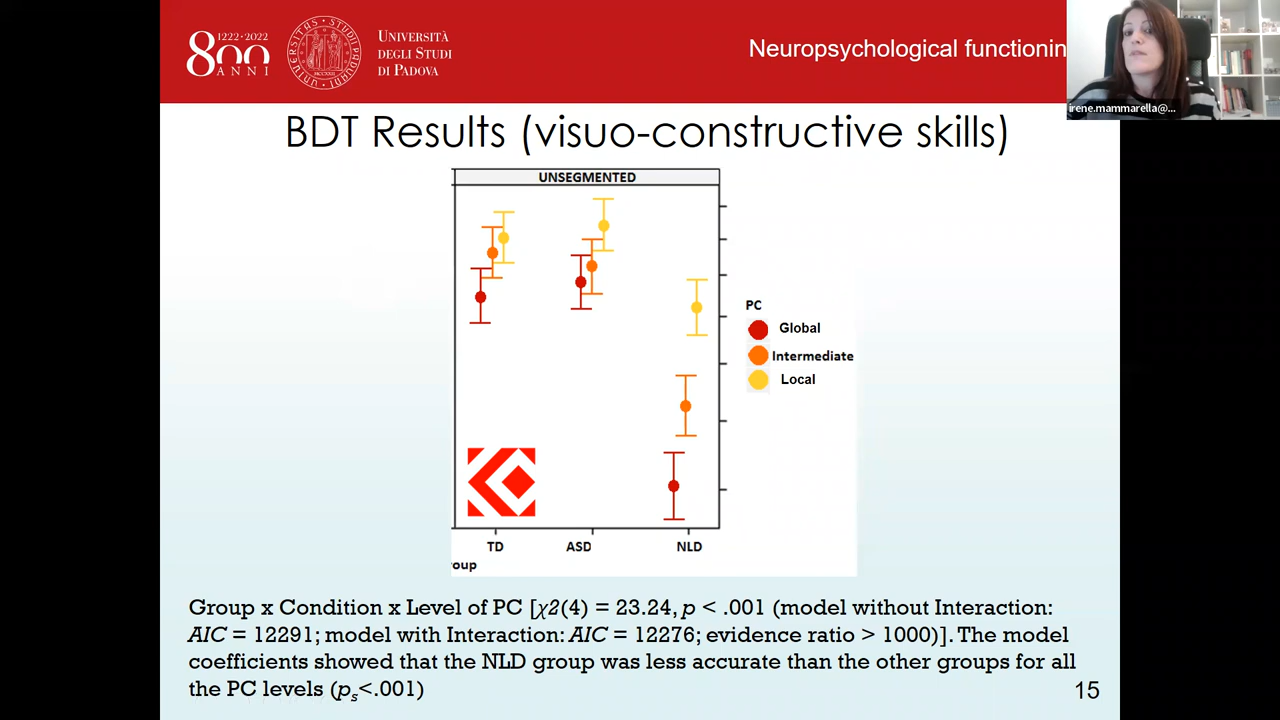 1222·2022
800
ANNI
UNIVERSITÀ
DEGLI STUDI
DI PADOVA
Neuropsychological functionin
irene.mammarella@...
BDT Results (visuo-constructive skills)
UNSEGMENTED
PC
Global
Intermediate
Local
TD ASD NLD
oup
Group x Condition x Level of PC [χ2(4) = 23.24, p < .001 (model without Interaction:
AIC = 12291; model with Interaction: AIC = 12276; evidence ratio > 1000)]. The model
coefficients showed that the NLD group was less accurate than the other groups for all
the PC levels (ps<.001)
15